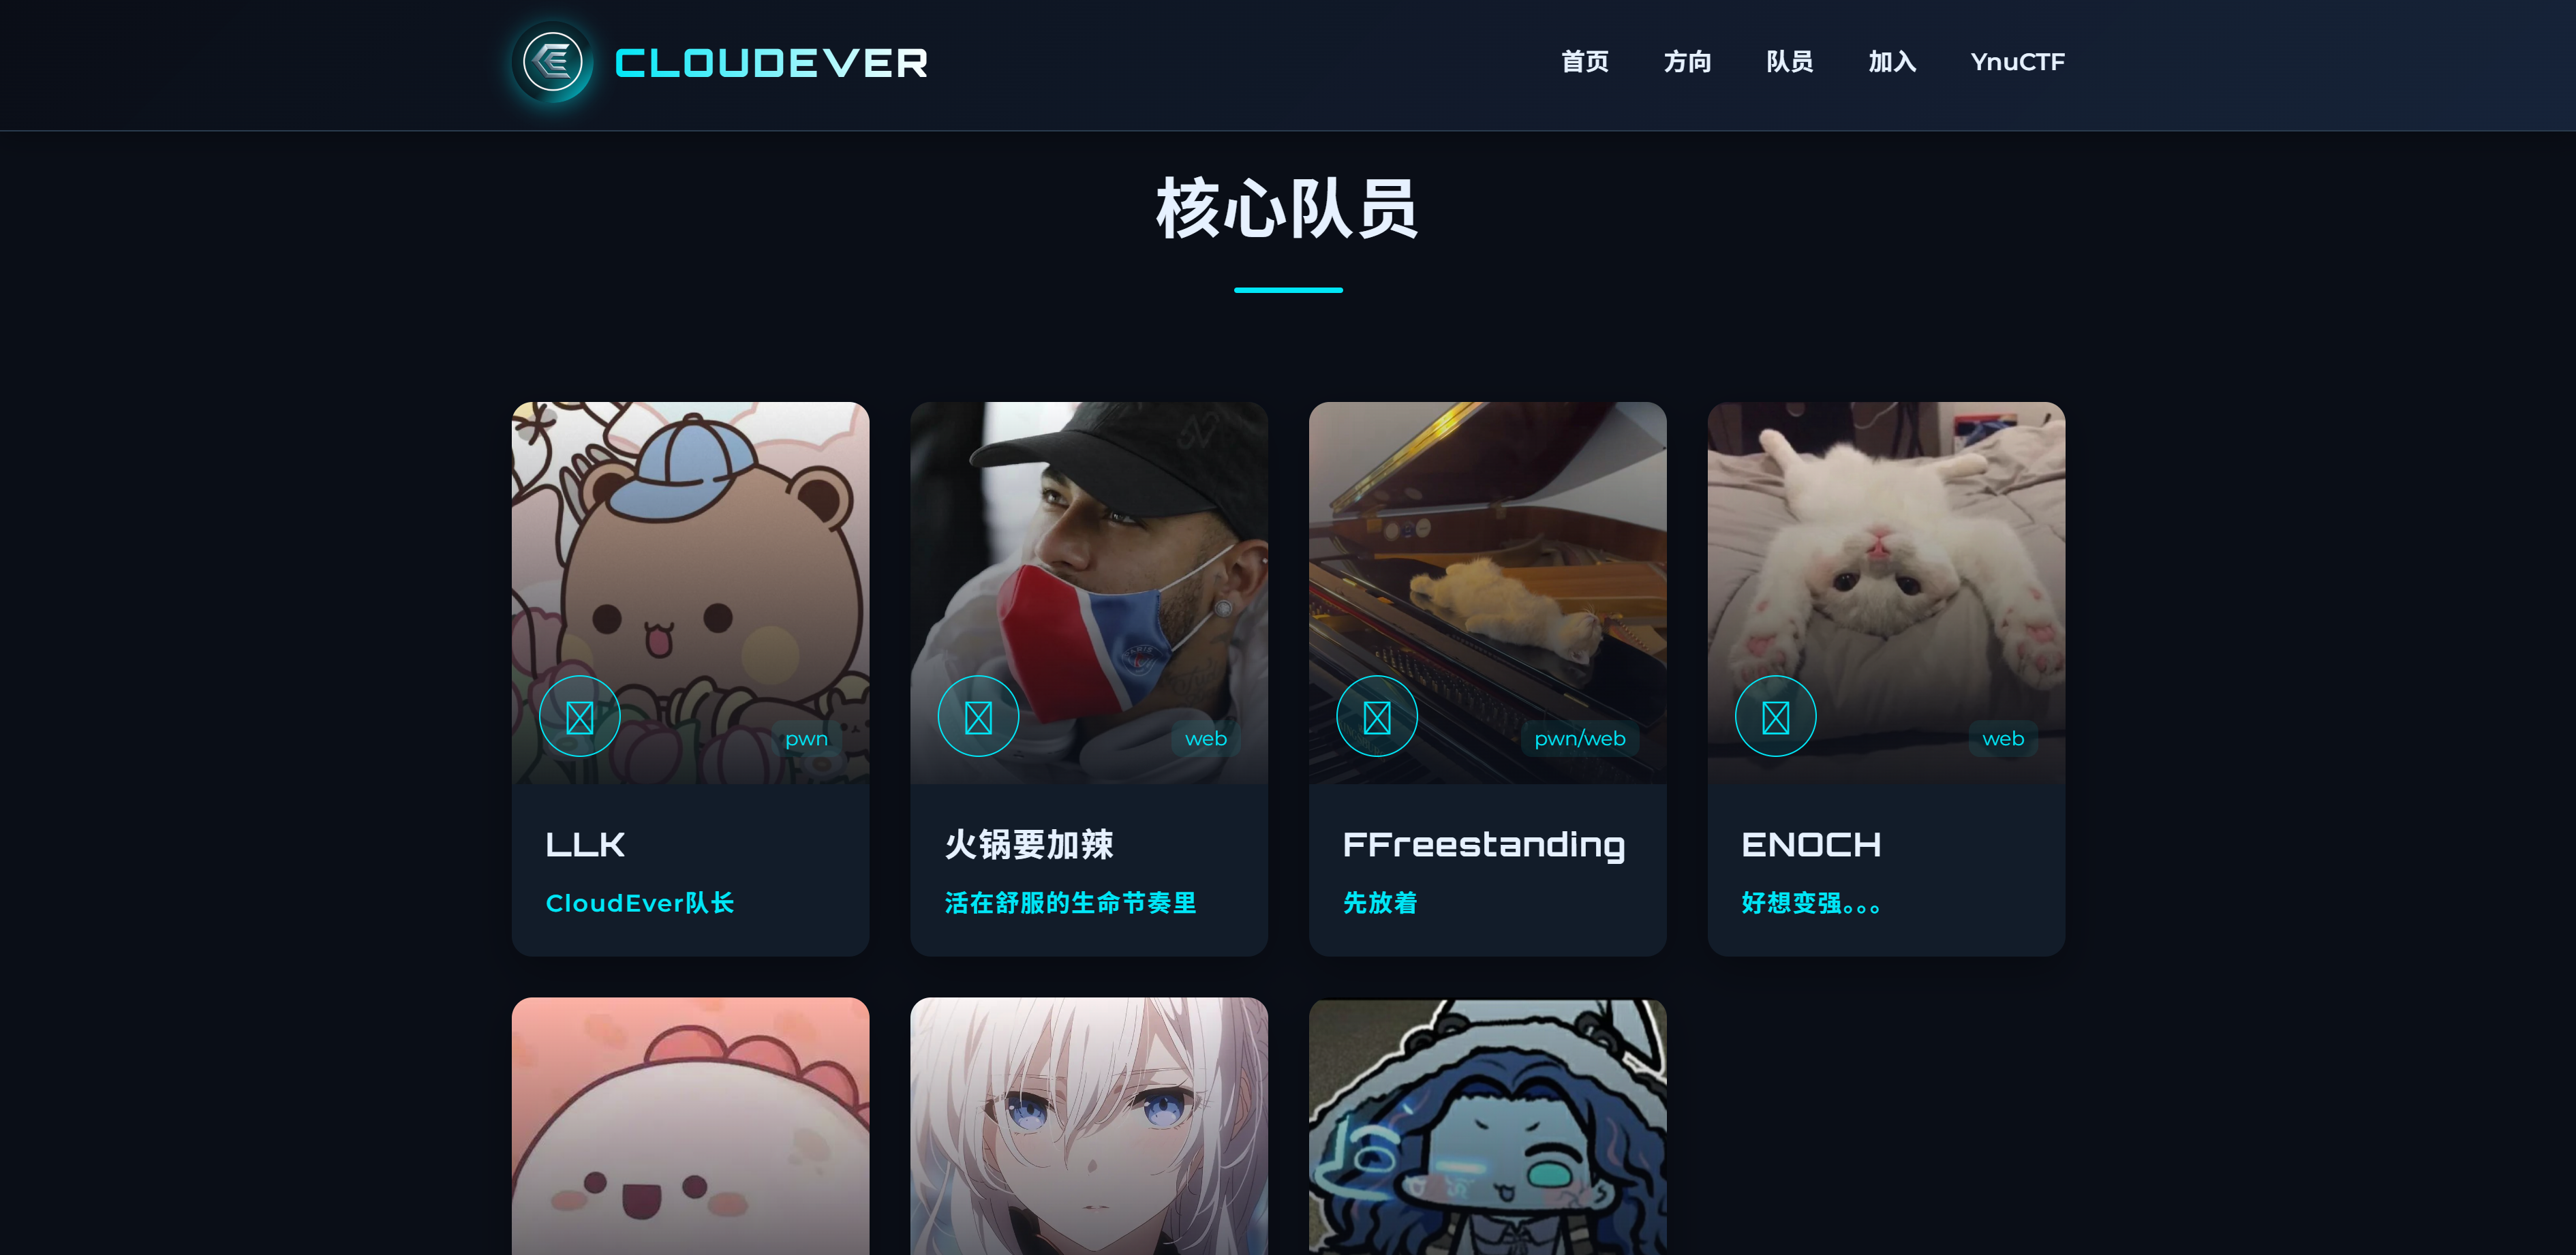 CLOUDEVER
首页 方向 队员 加入 YnuCTF
核心队员
pwn
LLK
CloudEver队长
PARIS
web
火锅要加辣
活在舒服的生命节奏里
pwn/web
FFreestanding
先放着
web
ENOCH
好想变强。。。